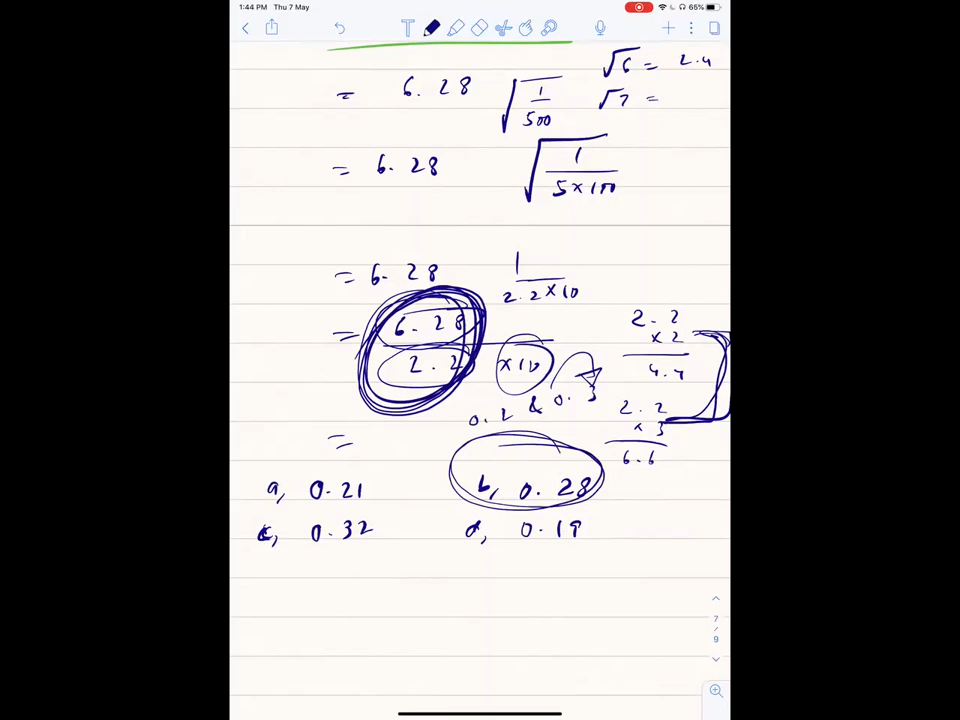 1:44 PM Thu 7 May
65%
T
√6 = 2.4
= 6.28 √1/500
√7 =
= 6.28 √1/5×100
= 6.28 1/2.2×10
= 6.28/2.2 ×10
2.2
×2
4.4
0.2 & 0.3
2.2
×3
6.6
=
a, 0.21
b, 0.28
c, 0.32
d, 0.19
7
/
9